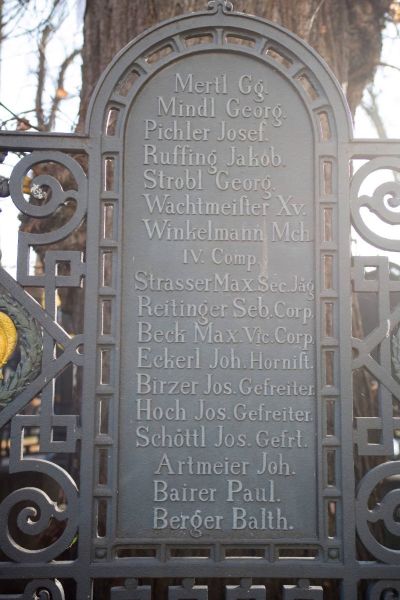 Mertl Gg.
Mindl Georg.
Pichler Josef.
Ruffing Jakob.
Strobl Georg.
Wachtmeiſter Xv.
Winkelmann Mch.
IV. Comp.
Strasser Max. Sec. Jäg.
Reitinger Seb. Corp.
Beck Max. Vic. Corp.
Eckerl Joh. Horniſt.
Birzer Jos. Gefreiter.
Hoch Jos. Gefreiter.
Schöttl Jos. Gefrt.
Artmeier Joh.
Bairer Paul.
Berger Balth.